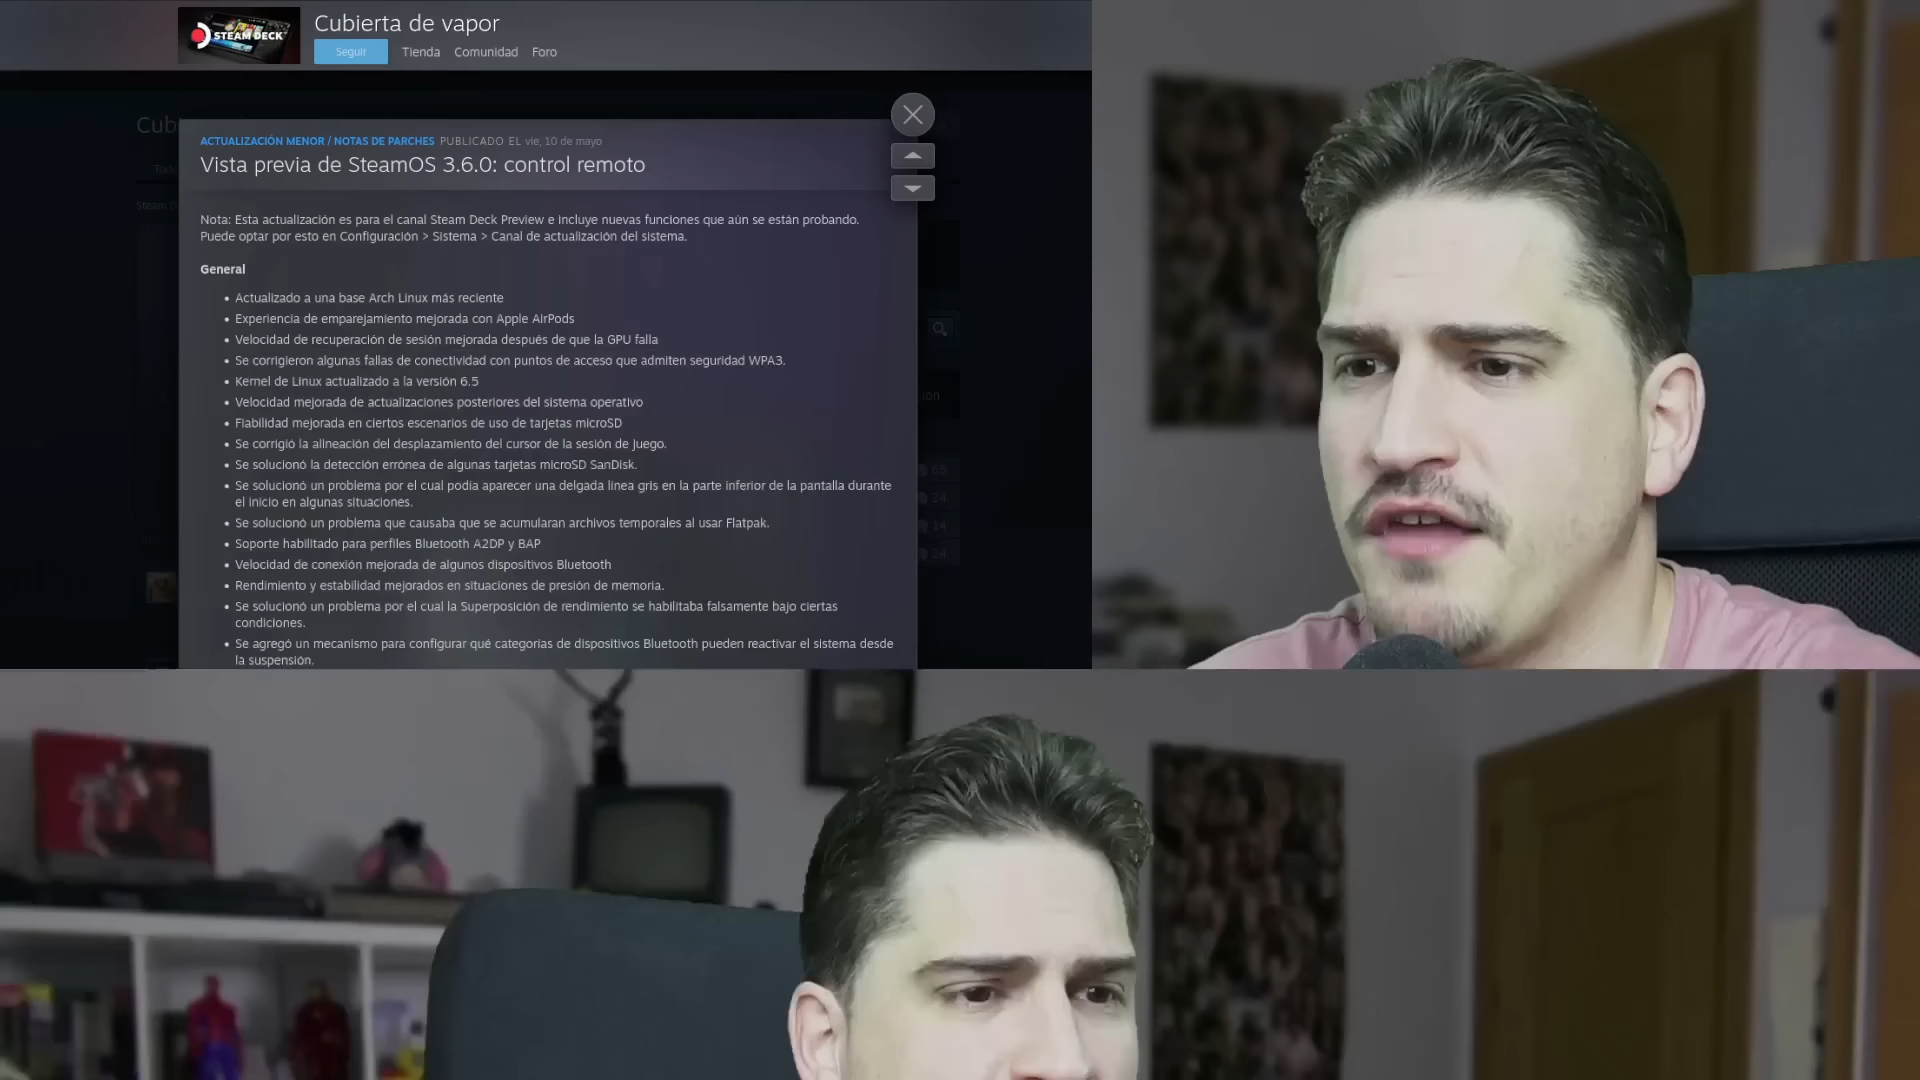 STEAM DECK
Cubierta de vapor
Seguir
Tienda Comunidad Foro
ACTUALIZACIÓN MENOR / NOTAS DE PARCHES PUBLICADO EL vie, 10 de mayo
Vista previa de SteamOS 3.6.0: control remoto
Nota: Esta actualización es para el canal Steam Deck Preview e incluye nuevas funciones que aún se están probando.
Puede optar por esto en Configuración > Sistema > Canal de actualización del sistema.
General
• Actualizado a una base Arch Linux más reciente
• Experiencia de emparejamiento mejorada con Apple AirPods
• Velocidad de recuperación de sesión mejorada después de que la GPU falla
• Se corrigieron algunas fallas de conectividad con puntos de acceso que admiten seguridad WPA3.
• Kernel de Linux actualizado a la versión 6.5
• Velocidad mejorada de actualizaciones posteriores del sistema operativo
• Fiabilidad mejorada en ciertos escenarios de uso de tarjetas microSD
• Se corrigió la alineación del desplazamiento del cursor de la sesión de juego.
• Se solucionó la detección errónea de algunas tarjetas microSD SanDisk.
• Se solucionó un problema por el cual podía aparecer una delgada línea gris en la parte inferior de la pantalla durante
el inicio en algunas situaciones.
• Se solucionó un problema que causaba que se acumularan archivos temporales al usar Flatpak.
• Soporte habilitado para perfiles Bluetooth A2DP y BAP
• Velocidad de conexión mejorada de algunos dispositivos Bluetooth
• Rendimiento y estabilidad mejorados en situaciones de presión de memoria.
• Se solucionó un problema por el cual la Superposición de rendimiento se habilitaba falsamente bajo ciertas
condiciones.
• Se agregó un mecanismo para configurar qué categorías de dispositivos Bluetooth pueden reactivar el sistema desde
la suspensión.
65
24
14
24